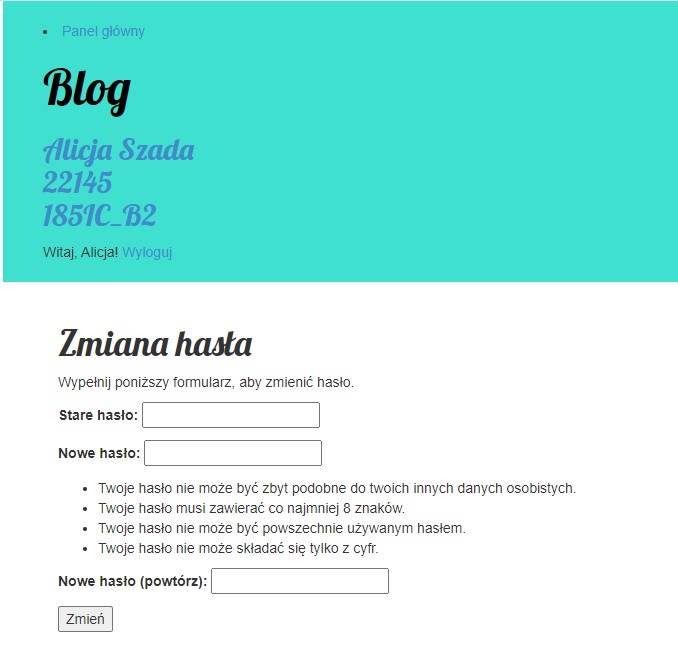 Panel główny
Blog
Alicja Szada
22145
185IC_B2
Witaj, Alicja! Wyloguj
Zmiana hasła
Wypełnij poniższy formularz, aby zmienić hasło.
Stare hasło:
Nowe hasło:
Twoje hasło nie może być zbyt podobne do twoich innych danych osobistych.
Twoje hasło musi zawierać co najmniej 8 znaków.
Twoje hasło nie może być powszechnie używanym hasłem.
Twoje hasło nie może składać się tylko z cyfr.
Nowe hasło (powtórz):
Zmień